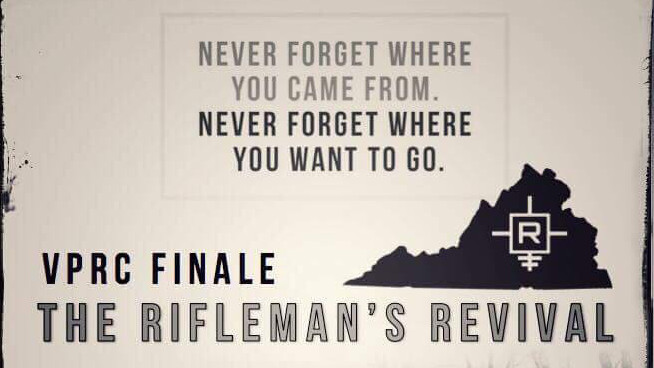 NEVER FORGET WHERE
YOU CAME FROM.
NEVER FORGET WHERE
YOU WANT TO GO.
R
VPRC FINALE
THE RIFLEMAN'S REVIVAL